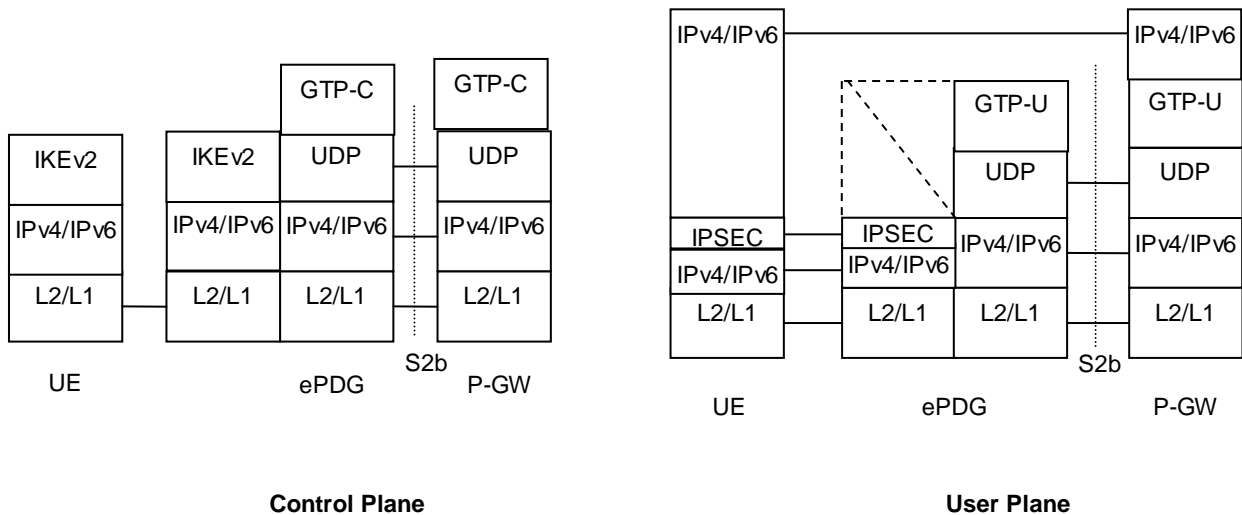 GTP-C
GTP-C
IKEv2
IKEv2
UDP
UDP
IPv4/IPv6
IPv4/IPv6
IPv4/IPv6
IPv4/IPv6
L2/L1
L2/L1
L2/L1
L2/L1
S2b
UE
ePDG
P-GW
Control Plane
IPv4/IPv6
IPv4/IPv6
GTP-U
GTP-U
UDP
UDP
IPSEC
IPSEC
IPv4/IPv6
IPv4/IPv6
IPv4/IPv6
IPv4/IPv6
L2/L1
L2/L1
L2/L1
L2/L1
S2b
UE
ePDG
P-GW
User Plane